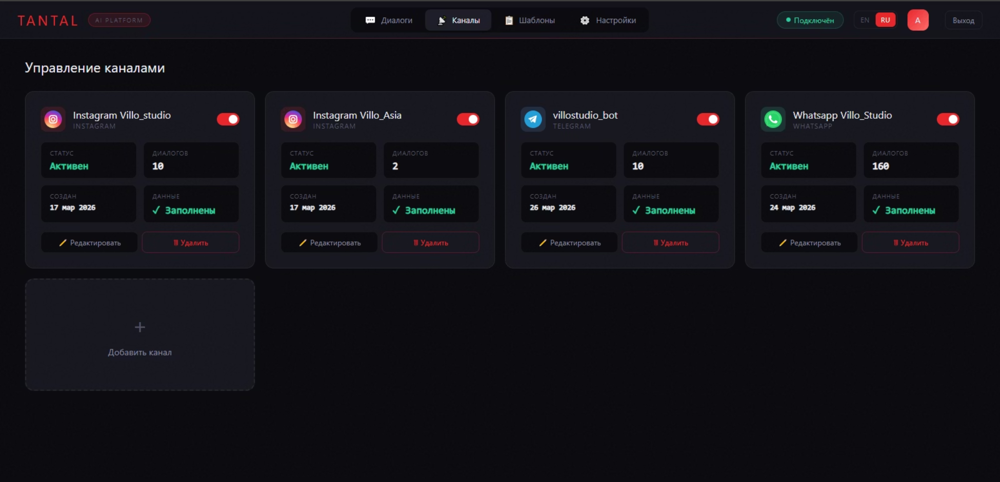 TANTAL AI PLATFORM Диалоги Каналы Шаблоны Настройки Подключён EN RU A Выход
Управление каналами
Instagram Villo_studio
INSTAGRAM
СТАТУС
Активен
ДИАЛОГОВ
10
СОЗДАН
17 мар 2026
ДАННЫЕ
✓ Заполнены
Редактировать
Удалить
Instagram Villo_Asia
INSTAGRAM
СТАТУС
Активен
ДИАЛОГОВ
2
СОЗДАН
17 мар 2026
ДАННЫЕ
✓ Заполнены
Редактировать
Удалить
villostudio_bot
TELEGRAM
СТАТУС
Активен
ДИАЛОГОВ
10
СОЗДАН
26 мар 2026
ДАННЫЕ
✓ Заполнены
Редактировать
Удалить
Whatsapp Villo_Studio
WHATSAPP
СТАТУС
Активен
ДИАЛОГОВ
160
СОЗДАН
24 мар 2026
ДАННЫЕ
✓ Заполнены
Редактировать
Удалить
+
Добавить канал